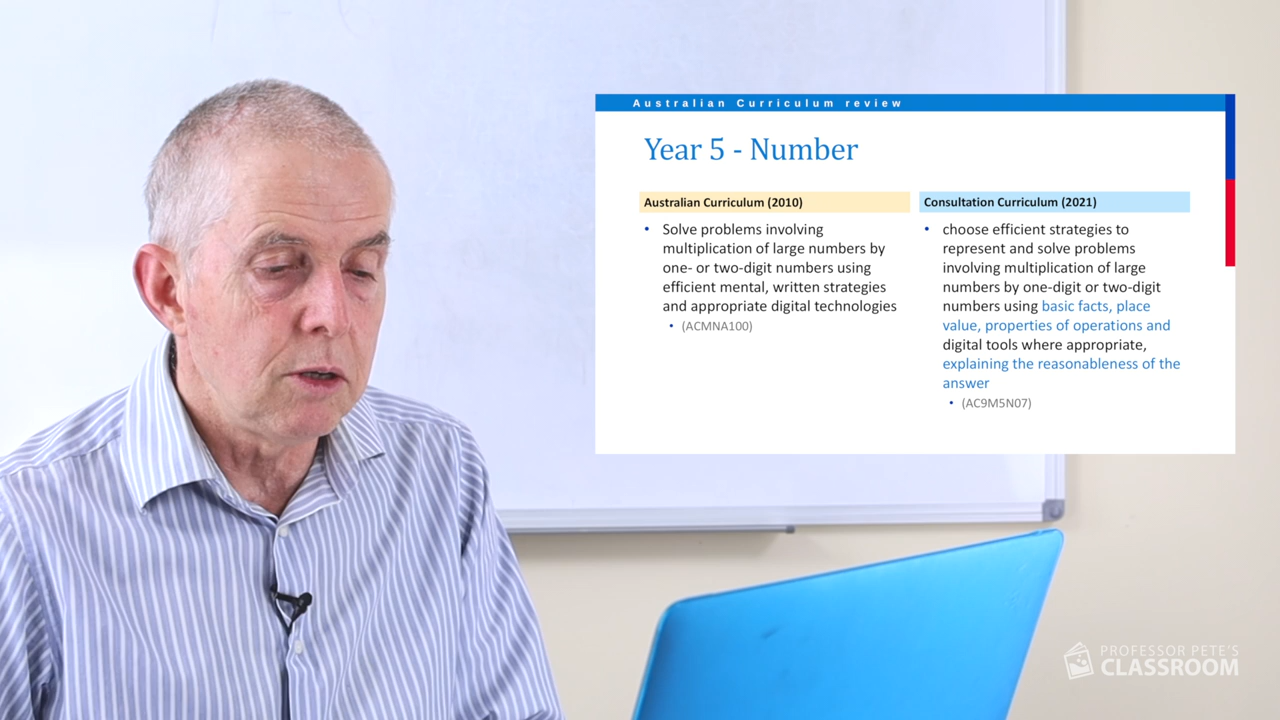 Australian Curriculum review
Year 5 - Number
Australian Curriculum (2010)
• Solve problems involving
multiplication of large numbers by
one- or two-digit numbers using
efficient mental, written strategies
and appropriate digital technologies
• (ACMNA100)
Consultation Curriculum (2021)
• choose efficient strategies to
represent and solve problems
involving multiplication of large
numbers by one-digit or two-digit
numbers using basic facts, place
value, properties of operations and
digital tools where appropriate,
explaining the reasonableness of the
answer
• (AC9M5N07)
PROFESSOR PETE'S
CLASSROOM